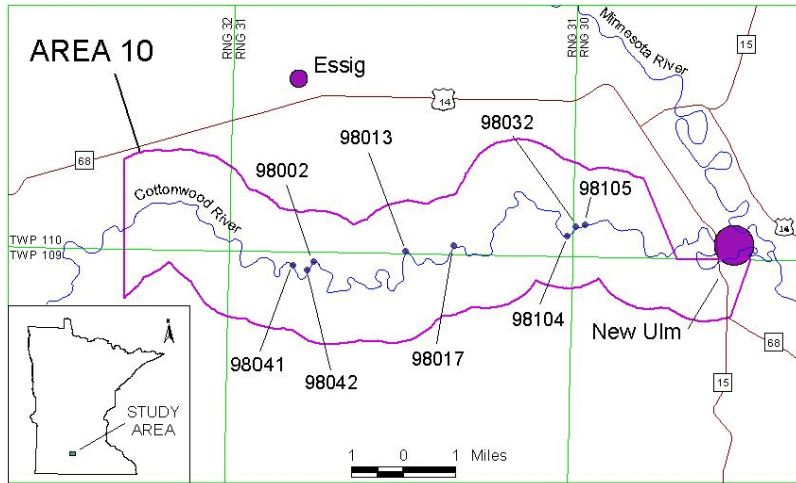 RNG 32
RNG 31
RNG 31
RNG 30
15
Minnesota River
AREA 10
Essig
14
68
98013
98032
98002
98105
Cottonwood River
14
TWP 110
TWP 109
98041
98042
98017
98104
New Ulm
68
15
N
STUDY
AREA
1 0 1 Miles